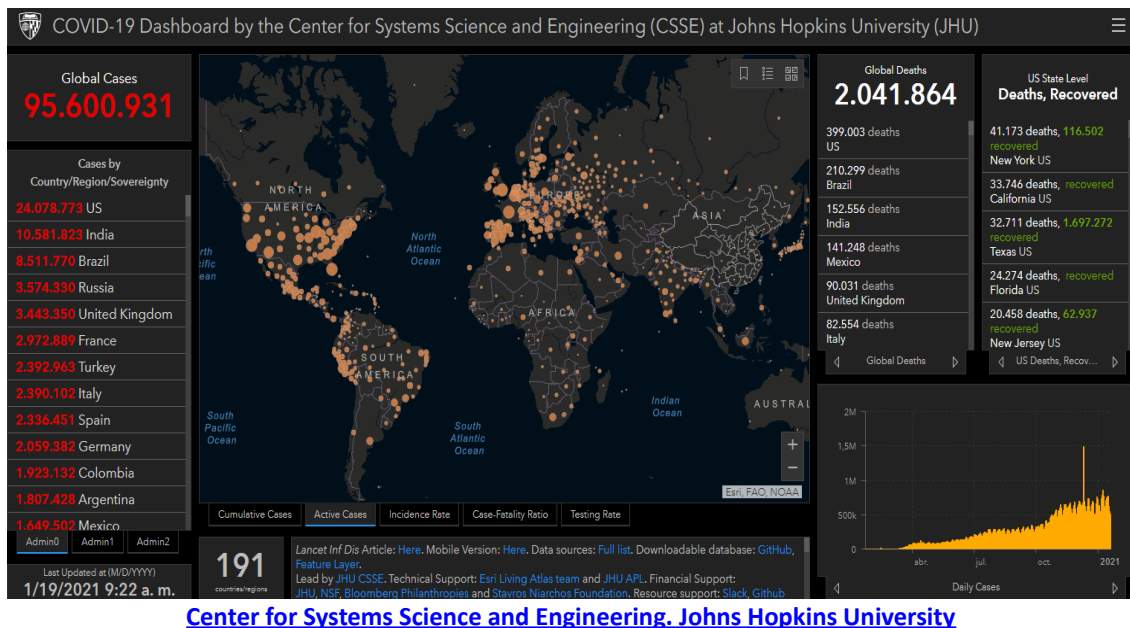 COVID-19 Dashboard by the Center for Systems Science and Engineering (CSSE) at Johns Hopkins University (JHU)
Global Cases
95.600.931
Cases by
Country/Region/Sovereignty
24.078.773 US
10.581.823 India
8.511.770 Brazil
3.574.330 Russia
3.443.350 United Kingdom
2.972.889 France
2.392.963 Turkey
2.390.102 Italy
2.336.451 Spain
2.059.382 Germany
1.923.132 Colombia
1.807.428 Argentina
1.649.502 Mexico
Admin0 Admin1 Admin2
Last Updated at (M/D/YYYY)
1/19/2021 9:22 a. m.
NORTH
AMERICA
North
Atlantic
Ocean
rth
ific
ean
EUROPE
ASIA
AFRICA
SOUTH
AMERICA
Indian
Ocean
AUSTRAL
South
Pacific
Ocean
South
Atlantic
Ocean
+
−
Esri, FAO, NOAA
Cumulative Cases Active Cases Incidence Rate Case-Fatality Ratio Testing Rate
191
countries/regions
Lancet Inf Dis Article: Here. Mobile Version: Here. Data sources: Full list. Downloadable database: GitHub,
Feature Layer.
Lead by JHU CSSE. Technical Support: Esri Living Atlas team and JHU APL. Financial Support:
JHU, NSF, Bloomberg Philanthropies and Stavros Niarchos Foundation. Resource support: Slack, Github
Global Deaths
2.041.864
399.003 deaths
US
210.299 deaths
Brazil
152.556 deaths
India
141.248 deaths
Mexico
90.031 deaths
United Kingdom
82.554 deaths
Italy
Global Deaths
US State Level
Deaths, Recovered
41.173 deaths, 116.502
recovered
New York US
33.746 deaths, recovered
California US
32.711 deaths, 1.697.272
recovered
Texas US
24.274 deaths, recovered
Florida US
20.458 deaths, 62.937
recovered
New Jersey US
US Deaths, Recov...
2M
1,5M
1M
500k
0
abr. jul. oct. 2021
Daily Cases
Center for Systems Science and Engineering. Johns Hopkins University